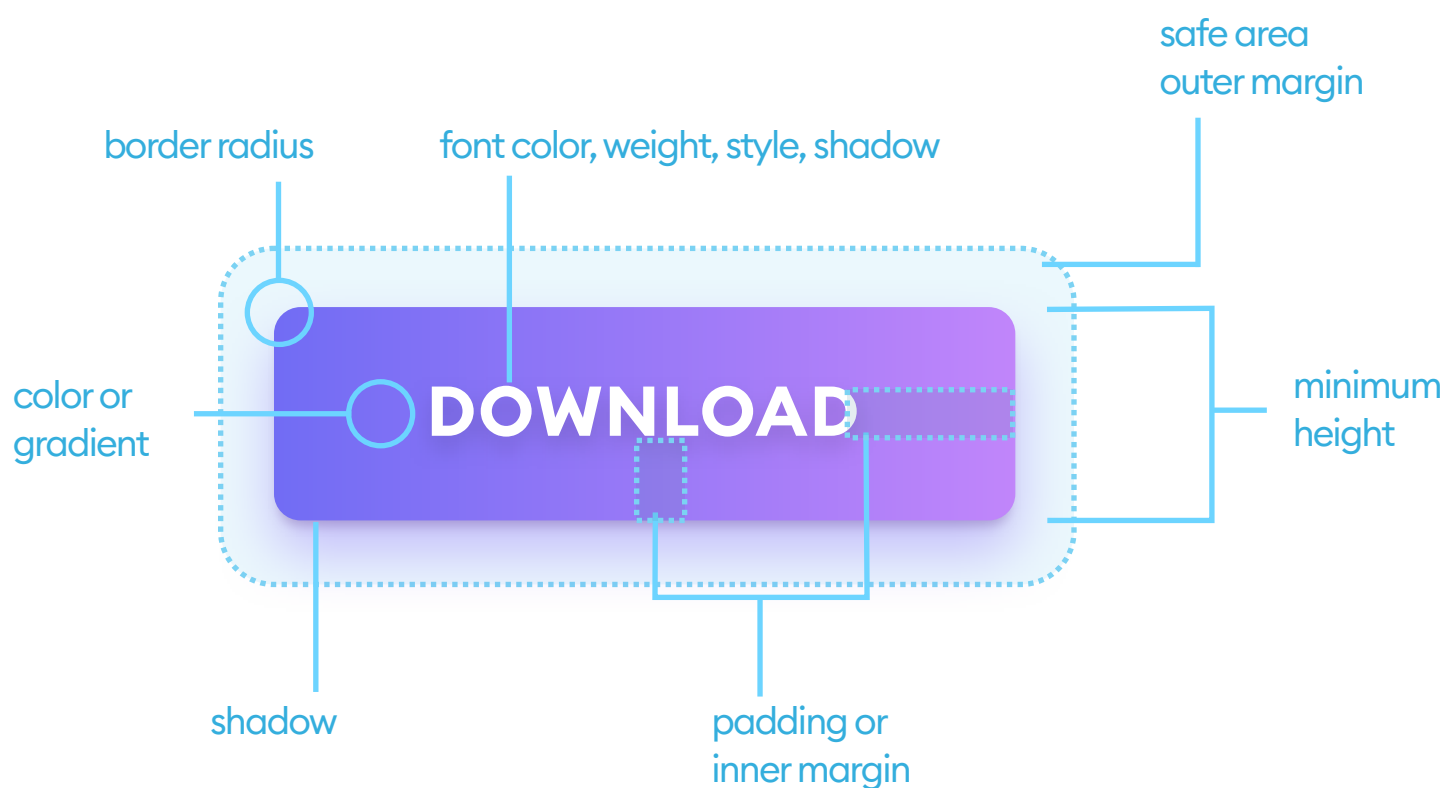 safe area
outer margin
border radius
font color, weight, style, shadow
color or
gradient
DOWNLOAD
minimum
height
shadow
padding or
inner margin